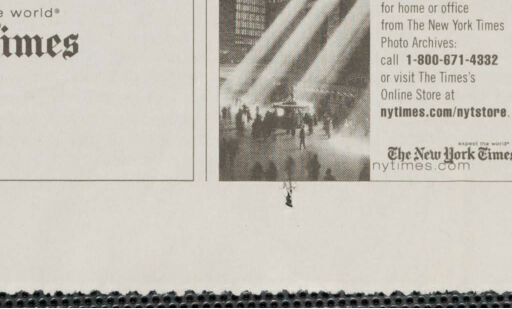 e world®
imes
for home or office
from The New York Times
Photo Archives:
call 1-800-671-4332
or visit The Times's
Online Store at
nytimes.com/nytstore.
expect the world®
The New York Times
nytimes.com